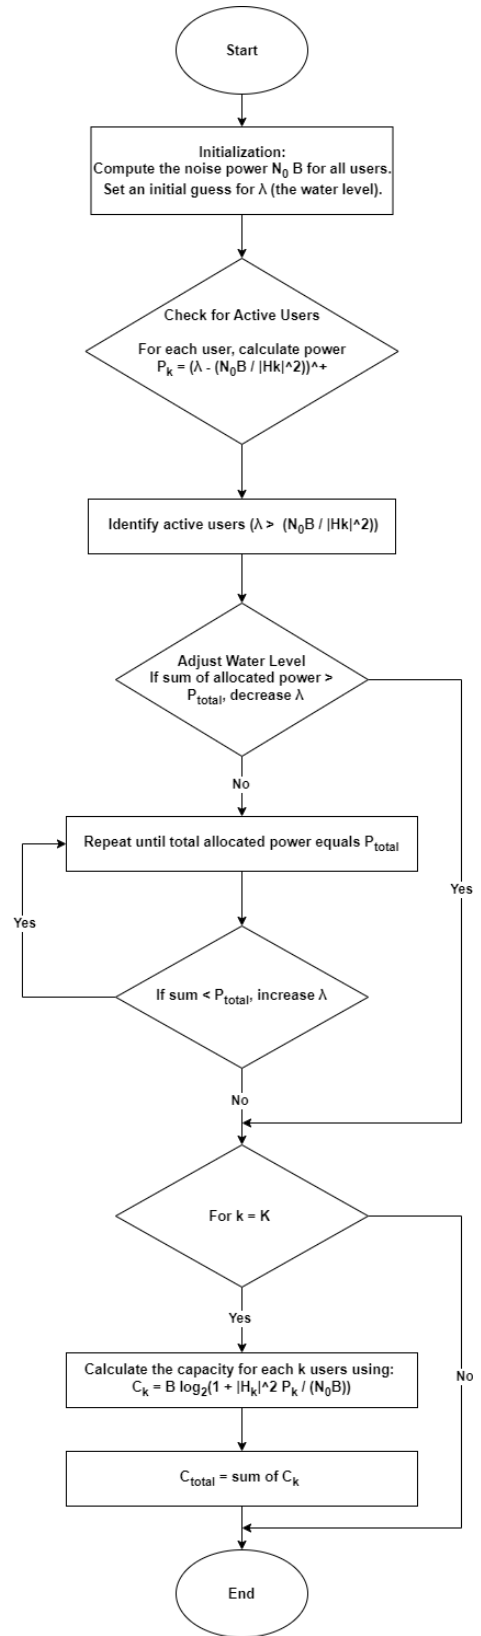 Start
Initialization:
Compute the noise power N₀ B for all users.
Set an initial guess for λ (the water level).
Check for Active Users
For each user, calculate power
Pₖ = (λ - (N₀B / |Hk|^2))^+
Identify active users (λ > (N₀B / |Hk|^2))
Adjust Water Level
If sum of allocated power >
P_total, decrease λ
No
Repeat until total allocated power equals P_total
Yes
Yes
If sum < P_total, increase λ
No
For k = K
Yes
Calculate the capacity for each k users using:
Cₖ = B log₂(1 + |Hₖ|^2 Pₖ / (N₀B))
No
C_total = sum of Cₖ
End